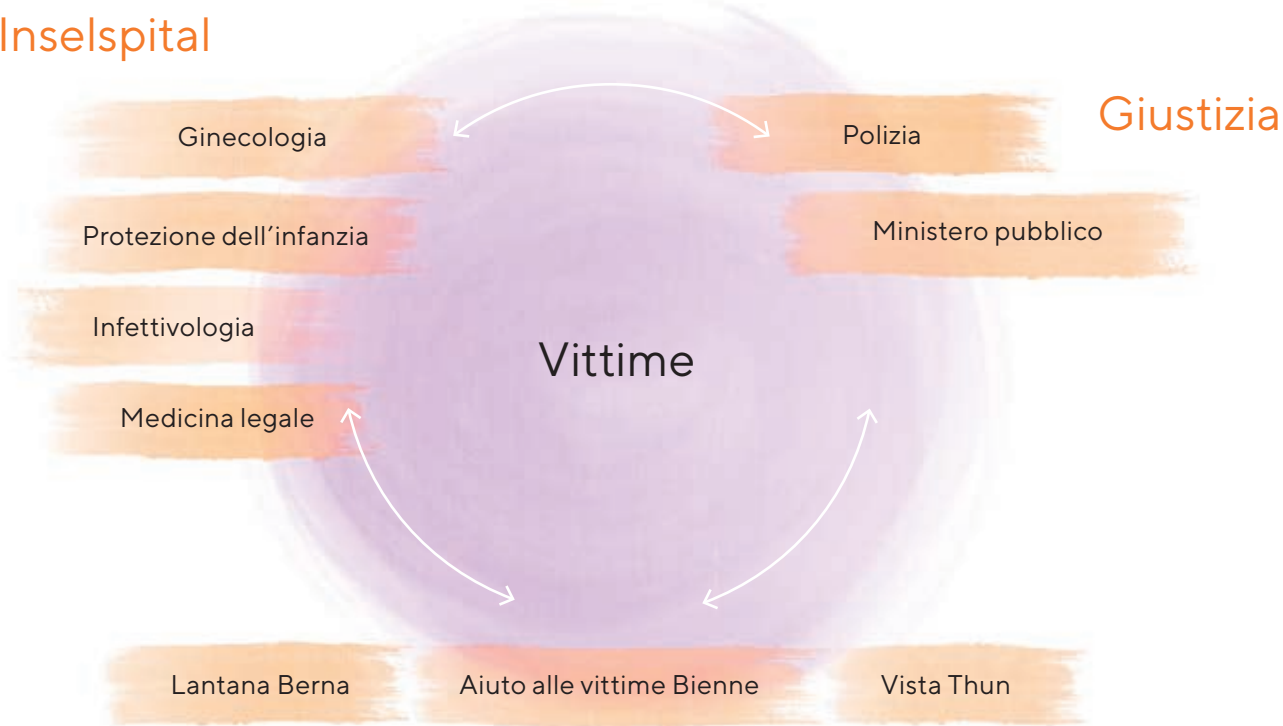 Inselspital
Giustizia
Ginecologia
Polizia
Protezione dell’infanzia
Ministero pubblico
Infettivologia
Vittime
Medicina legale
Lantana Berna
Aiuto alle vittime Bienne
Vista Thun